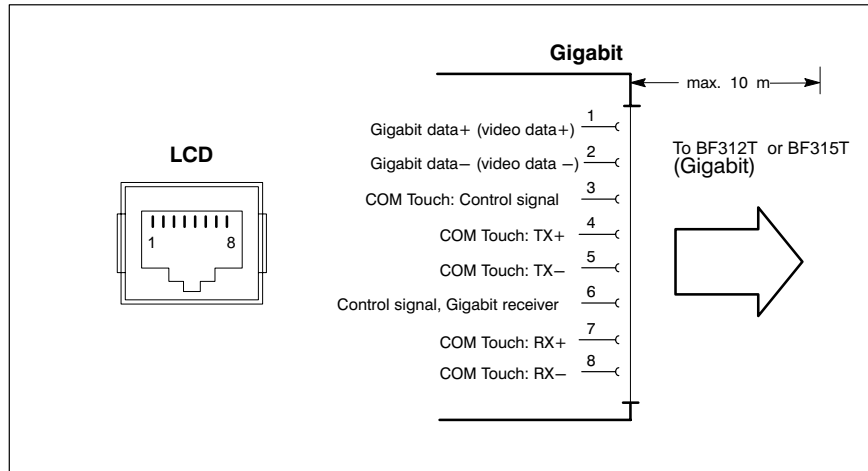 Gigabit
max. 10 m
LCD
1 8
1
Gigabit data+ (video data+)
2
Gigabit data− (video data −)
3
COM Touch: Control signal
4
COM Touch: TX+
5
COM Touch: TX−
6
Control signal, Gigabit receiver
7
COM Touch: RX+
8
COM Touch: RX−
To BF312T or BF315T
(Gigabit)